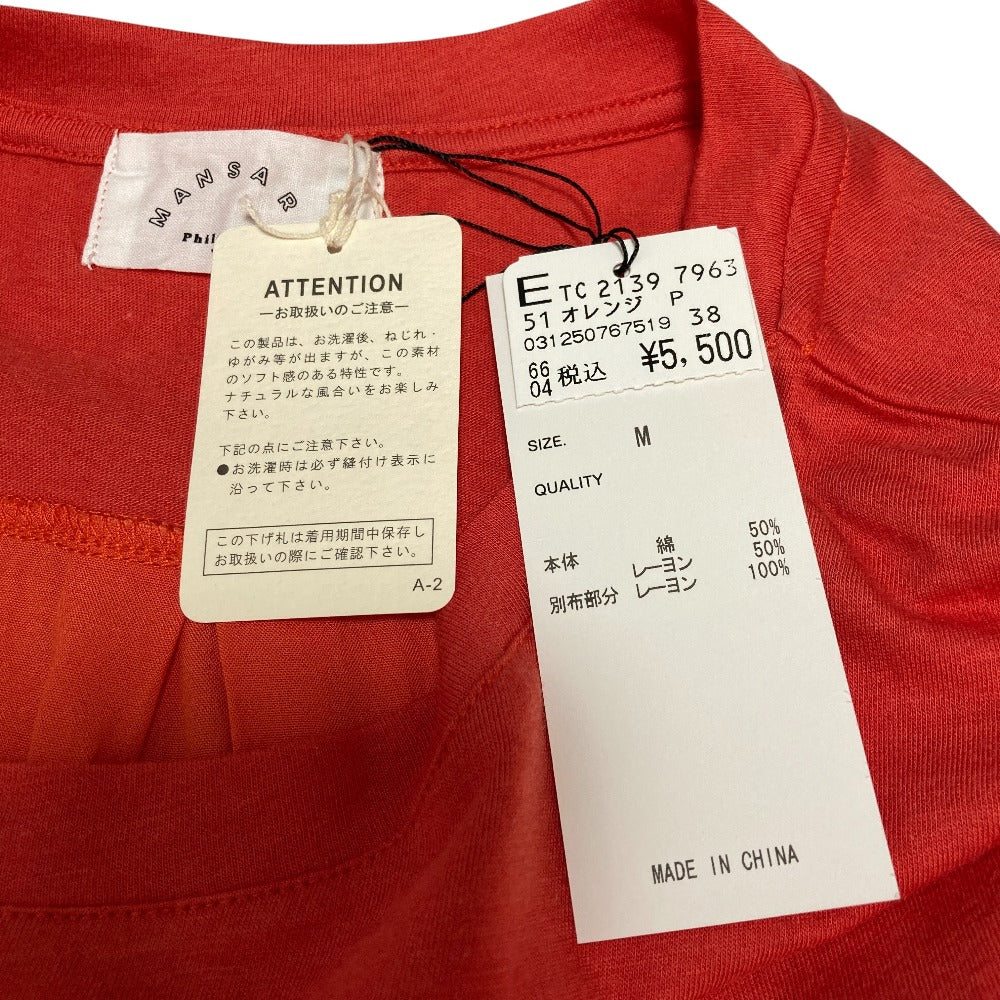 MANSAR
Phil
ATTENTION
―お取扱いのご注意―
この製品は、お洗濯後、ねじれ・
ゆがみ等が出ますが、この素材
のソフト感のある特性です。
ナチュラルな風合いをお楽しみ
下さい。
下記の点にご注意下さい。
●お洗濯時は必ず縫付け表示に
沿って下さい。
この下げ札は着用期間中保存し
お取扱いの際にご確認下さい。
A-2
E TC 2139 7963
51 オレンジ P
031250767519 38
66
04 税込 ¥5,500
SIZE. M
QUALITY
本体 綿 50%
レーヨン 50%
別布部分 レーヨン 100%
MADE IN CHINA